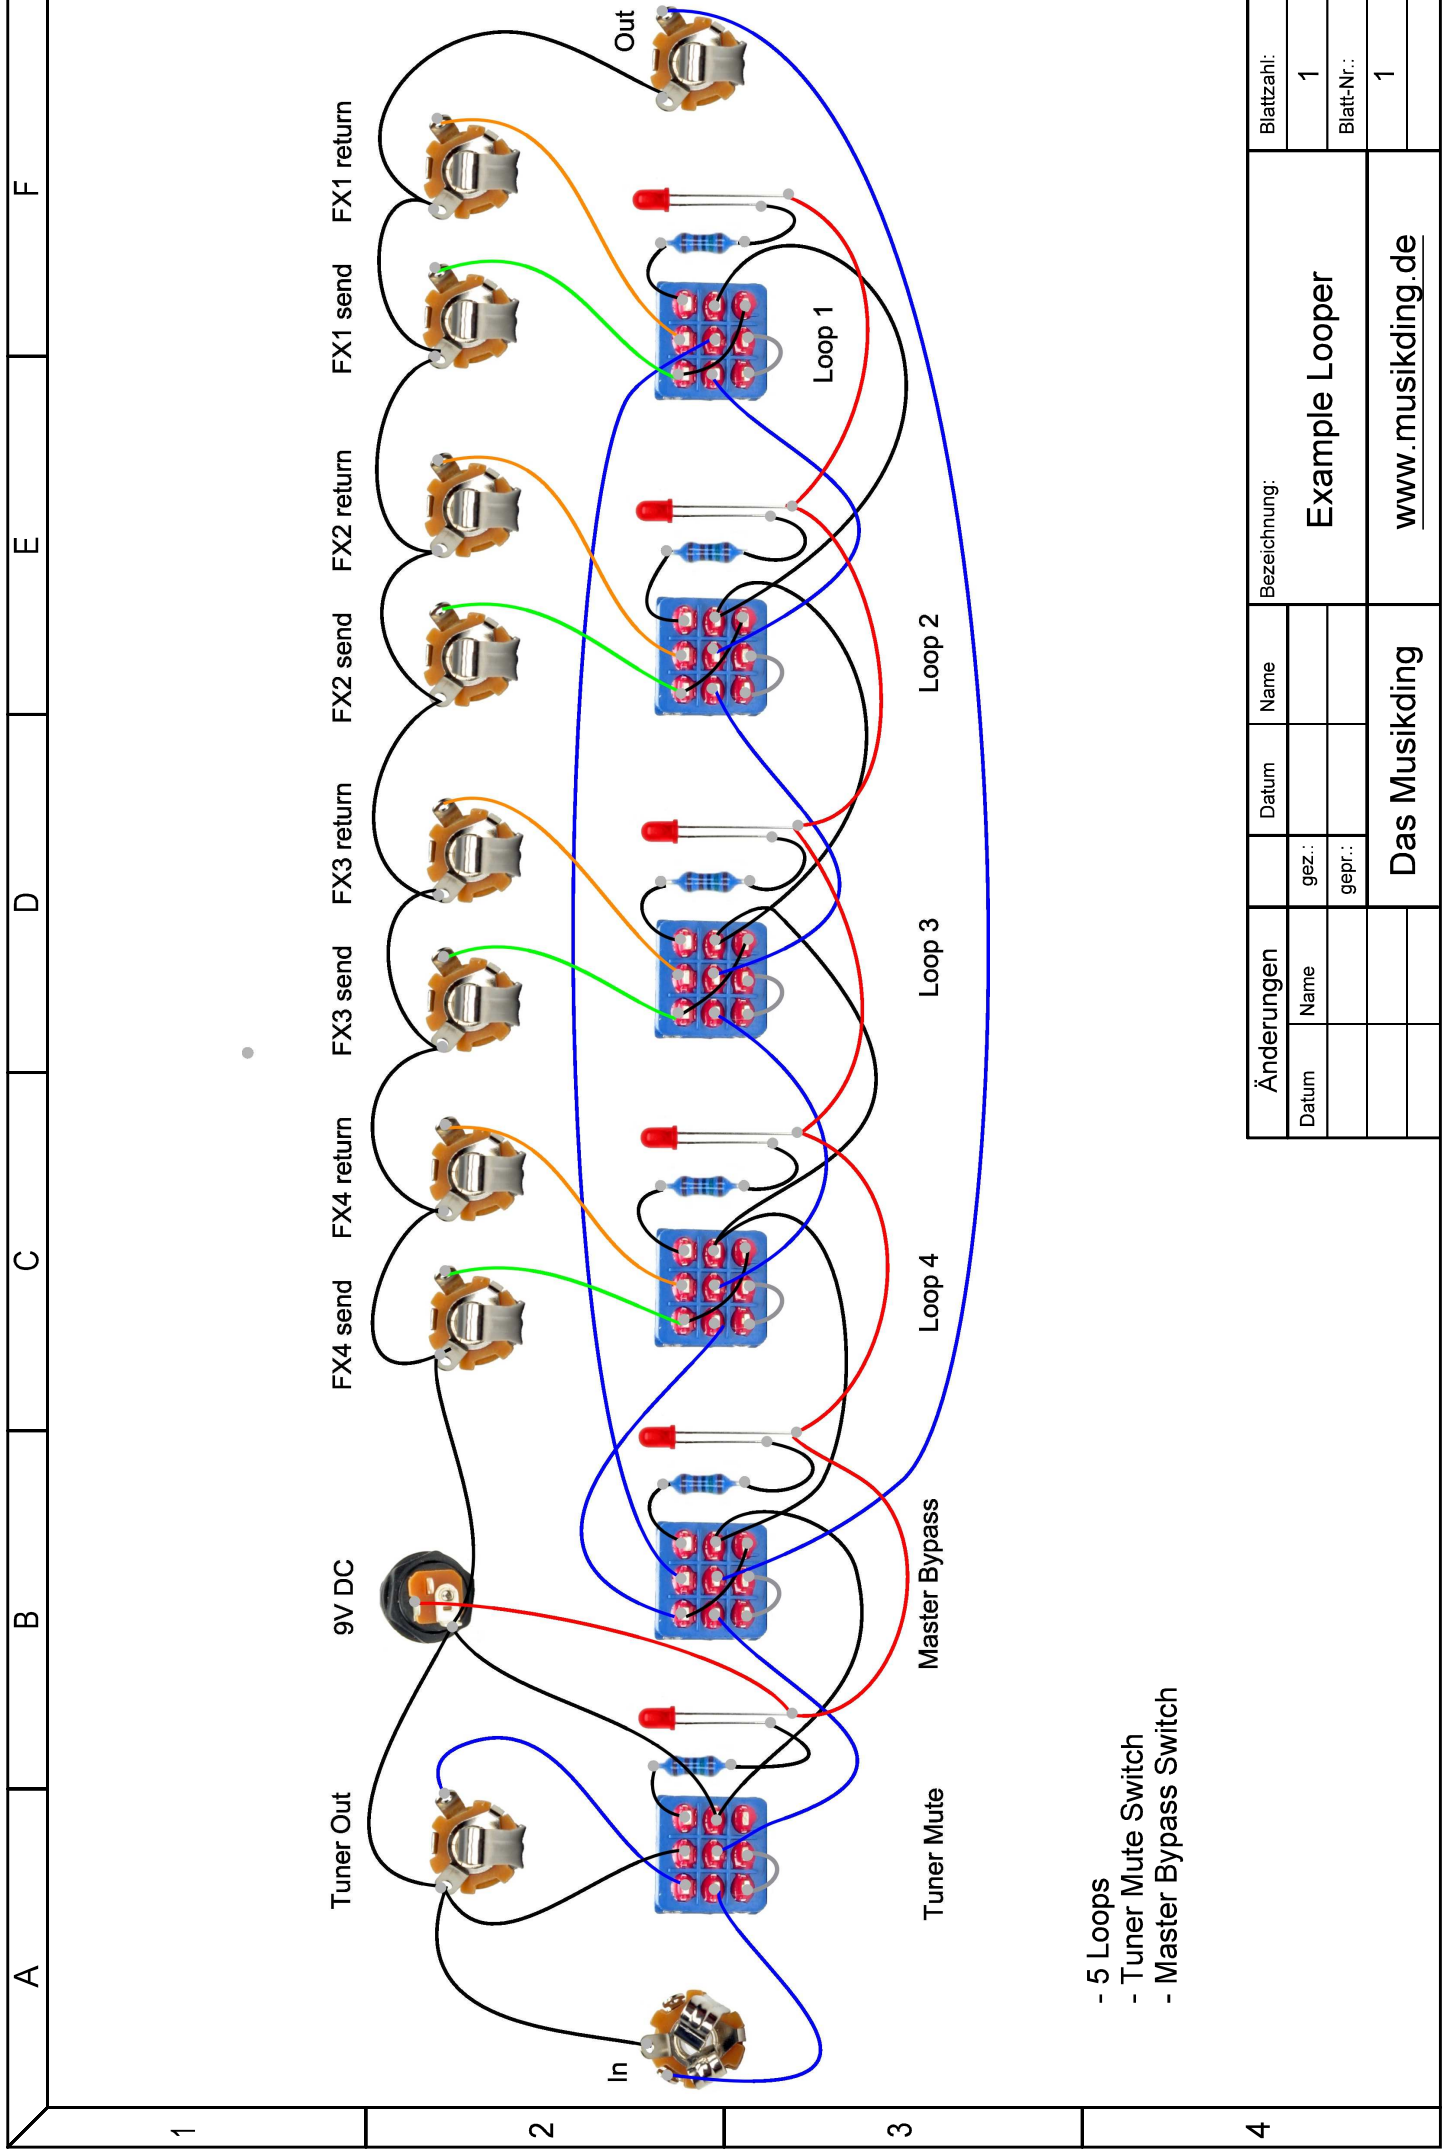 A
B
C
D
E
F
1
2
3
4
Tuner Out
9V DC
FX4 send
FX4 return
FX3 send
FX3 return
FX2 send
FX2 return
FX1 send
FX1 return
In
Out
Tuner Mute
Master Bypass
Loop 4
Loop 3
Loop 2
Loop 1
- 5 Loops
- Tuner Mute Switch
- Master Bypass Switch
Änderungen
Datum
Name
gez.:
gepr.:
Datum
Name
Das Musikding
Bezeichnung:
Example Looper
www.musikding.de
Blattzahl:
1
Blatt-Nr.:
1